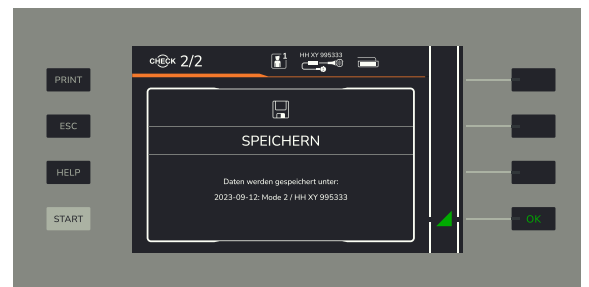 CHECK 2/2
1
HH XY 995333
PRINT
ESC
HELP
START
SPEICHERN
Daten werden gespeichert unter:
2023-09-12: Mode 2 / HH XY 995333
OK